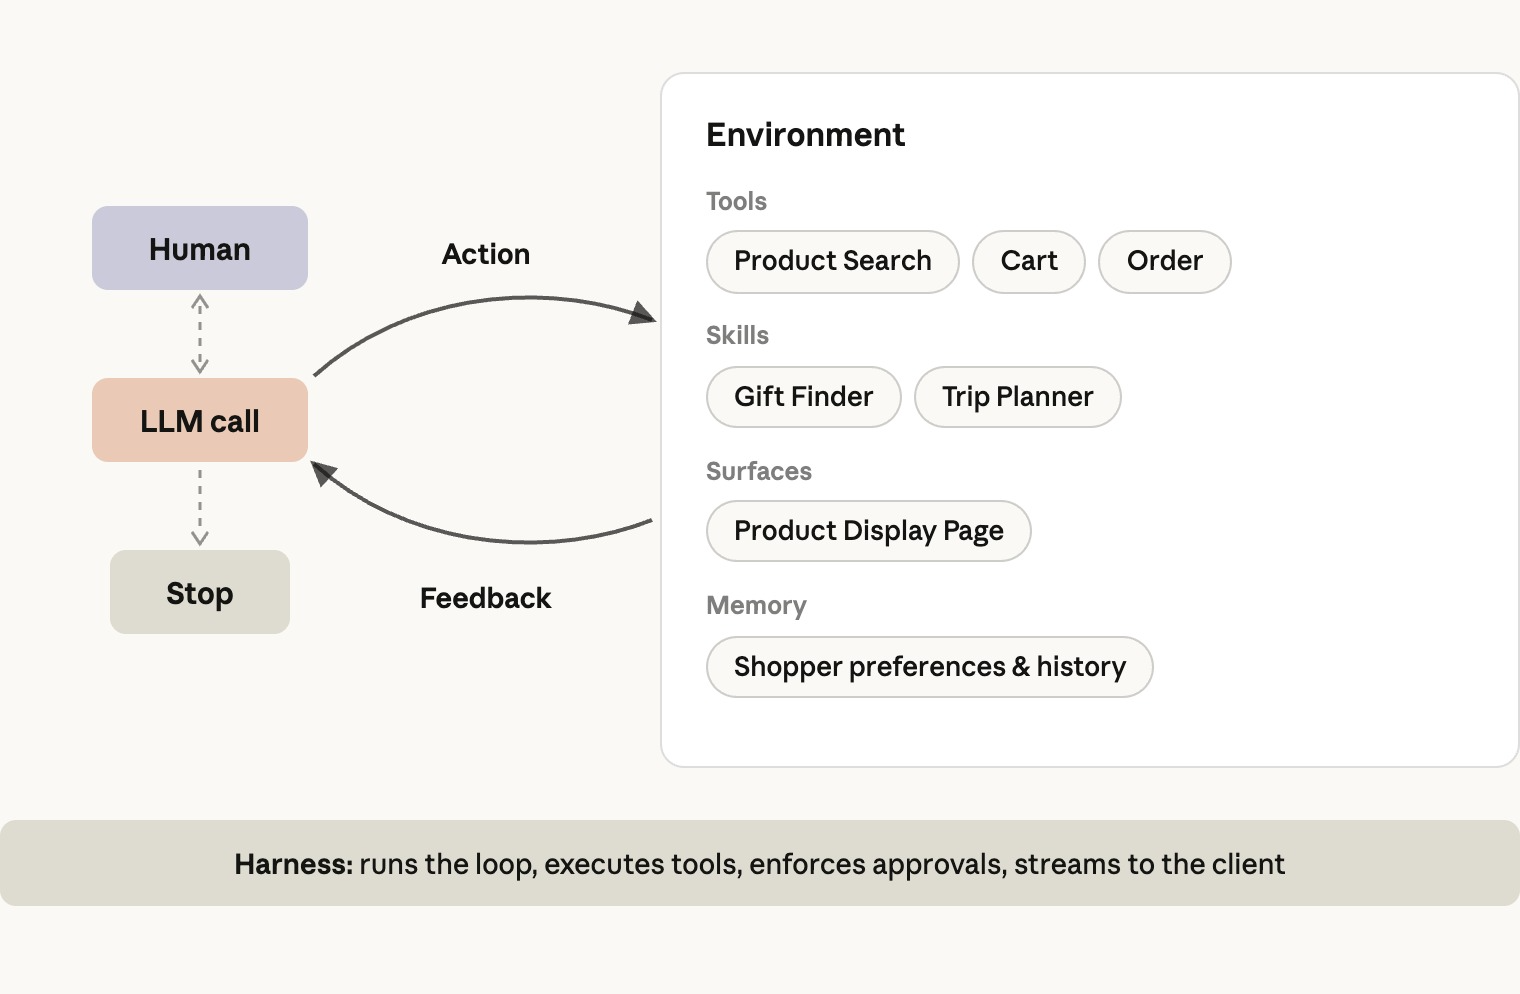 Environment
Tools
Product Search
Cart
Order
Skills
Gift Finder
Trip Planner
Surfaces
Product Display Page
Memory
Shopper preferences & history
Human
LLM call
Stop
Action
Feedback
Harness: runs the loop, executes tools, enforces approvals, streams to the client